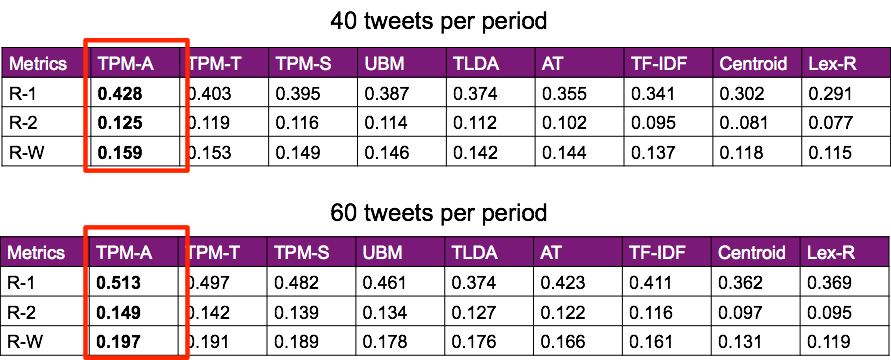 40 tweets per period
Metrics TPM-A TPM-T TPM-S UBM TLDA AT TF-IDF Centroid Lex-R
R-1 0.428 0.403 0.395 0.387 0.374 0.355 0.341 0.302 0.291
R-2 0.125 0.119 0.116 0.114 0.112 0.102 0.095 0..081 0.077
R-W 0.159 0.153 0.149 0.146 0.142 0.144 0.137 0.118 0.115
60 tweets per period
Metrics TPM-A TPM-T TPM-S UBM TLDA AT TF-IDF Centroid Lex-R
R-1 0.513 0.497 0.482 0.461 0.374 0.423 0.411 0.362 0.369
R-2 0.149 0.142 0.139 0.134 0.127 0.122 0.116 0.097 0.095
R-W 0.197 0.191 0.189 0.178 0.176 0.166 0.161 0.131 0.119